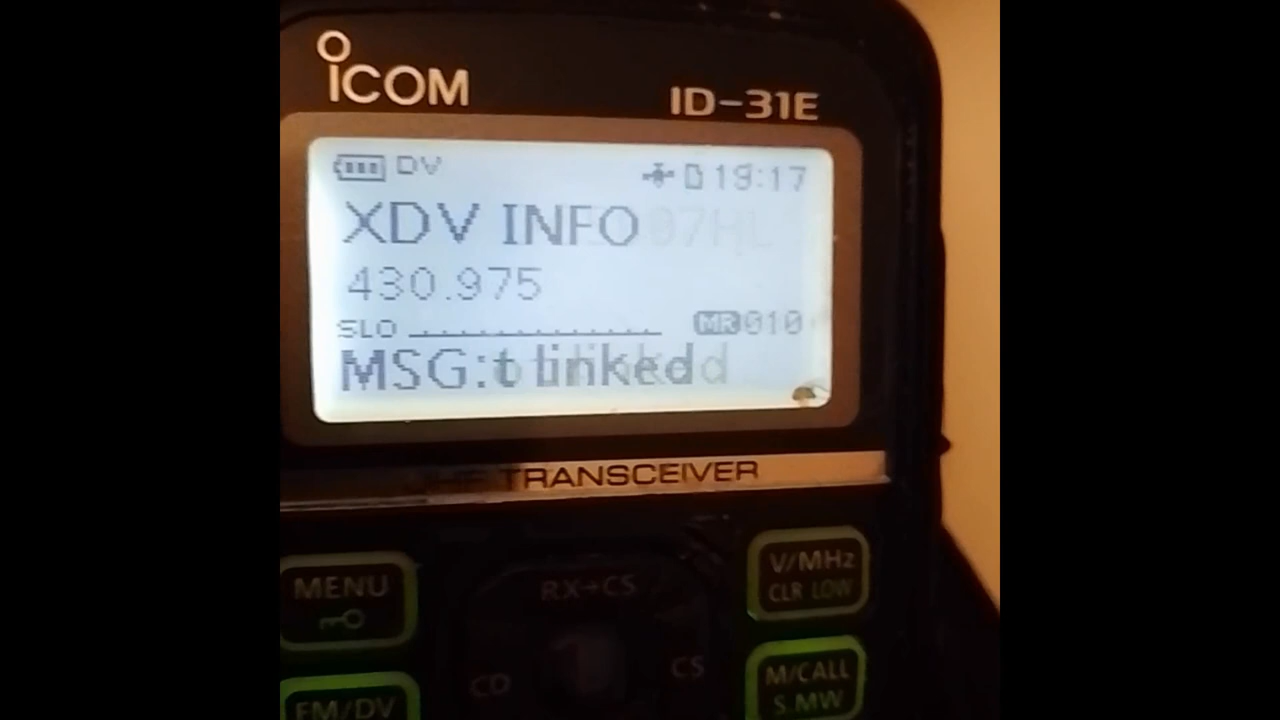 ICOM
ID-31E
DV 19:17
XDV INFO
430.975
SLO MR 010
MSG:t linked
TRANSCEIVER
RX→CS
V/MHz
CLR LOW
MENU
CD
CS
M/CALL
S.MW
FM/DV